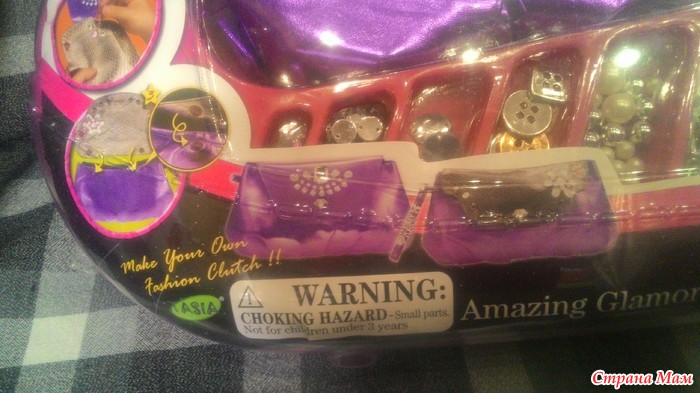 Make Your Own
Fashion Clutch !!
WARNING:
CHOKING HAZARD-Small parts.
Not for children under 3 years
Amazing Glamor
Страна Мам